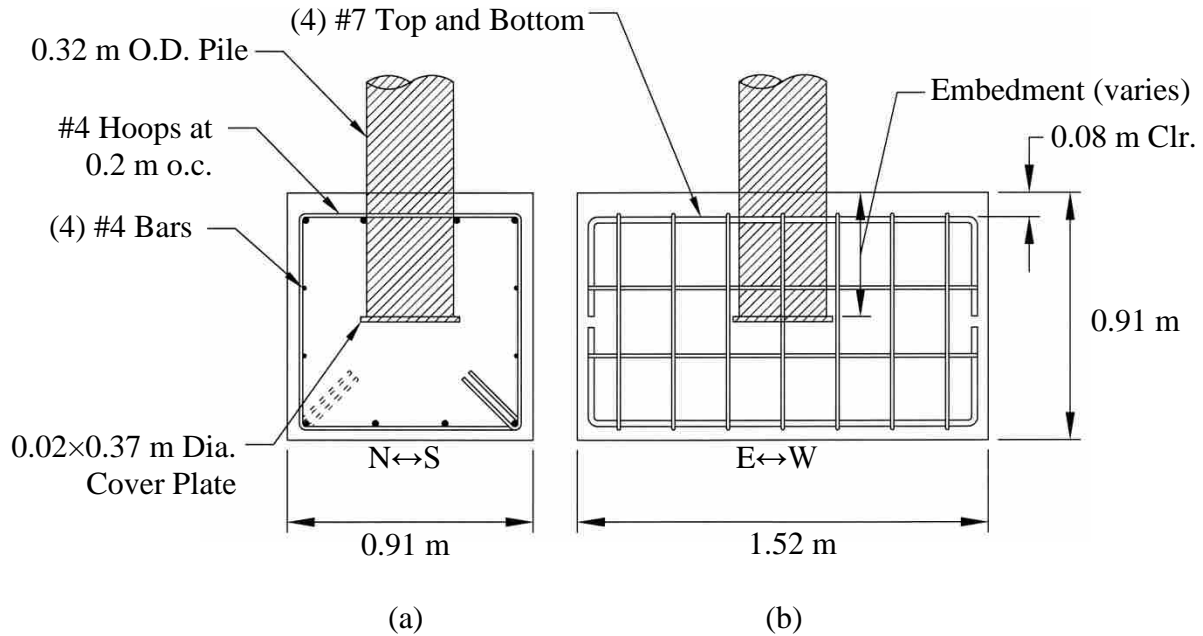 (4) #7 Top and Bottom
0.32 m O.D. Pile
Embedment (varies)
#4 Hoops at
0.2 m o.c.
0.08 m Clr.
(4) #4 Bars
0.91 m
0.02×0.37 m Dia.
Cover Plate
N↔S
E↔W
0.91 m
1.52 m
(a)
(b)